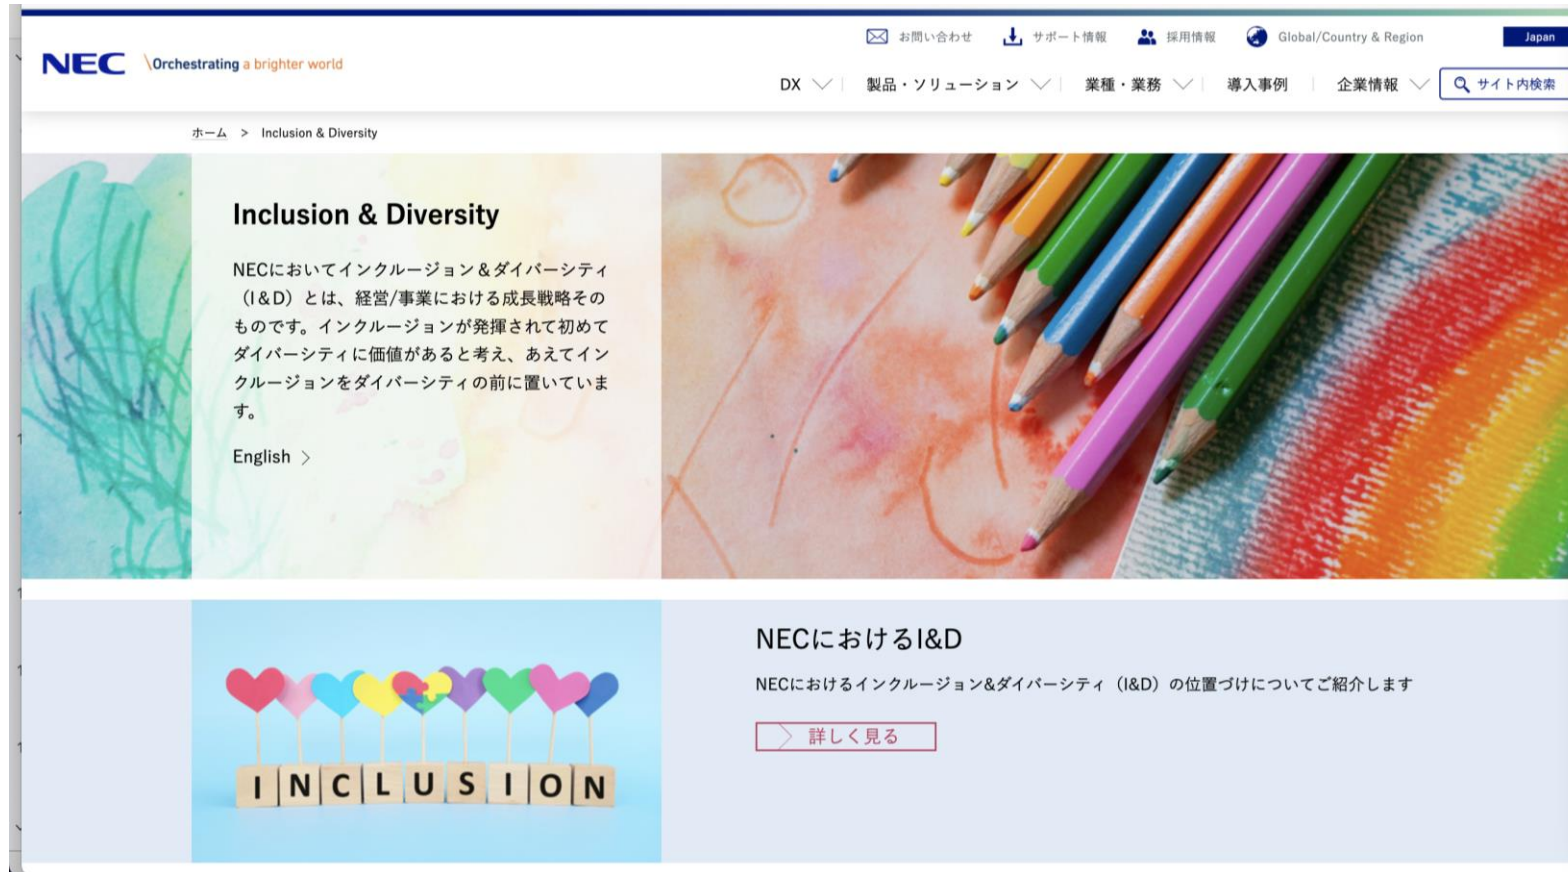 お問い合わせ
サポート情報
採用情報
Global/Country & Region
Japan
NEC
\Orchestrating a brighter world
DX
製品・ソリューション
業種・業務
導入事例
企業情報
サイト内検索
ホーム > Inclusion & Diversity
Inclusion & Diversity
NECにおいてインクルージョン＆ダイバーシティ
（I＆D）とは、経営/事業における成長戦略その
ものです。インクルージョンが発揮されて初めて
ダイバーシティに価値があると考え、あえてイン
クルージョンをダイバーシティの前に置いていま
す。
English >
NECにおけるI&D
NECにおけるインクルージョン&ダイバーシティ（I&D）の位置づけについてご紹介します
詳しく見る
INCLUSION